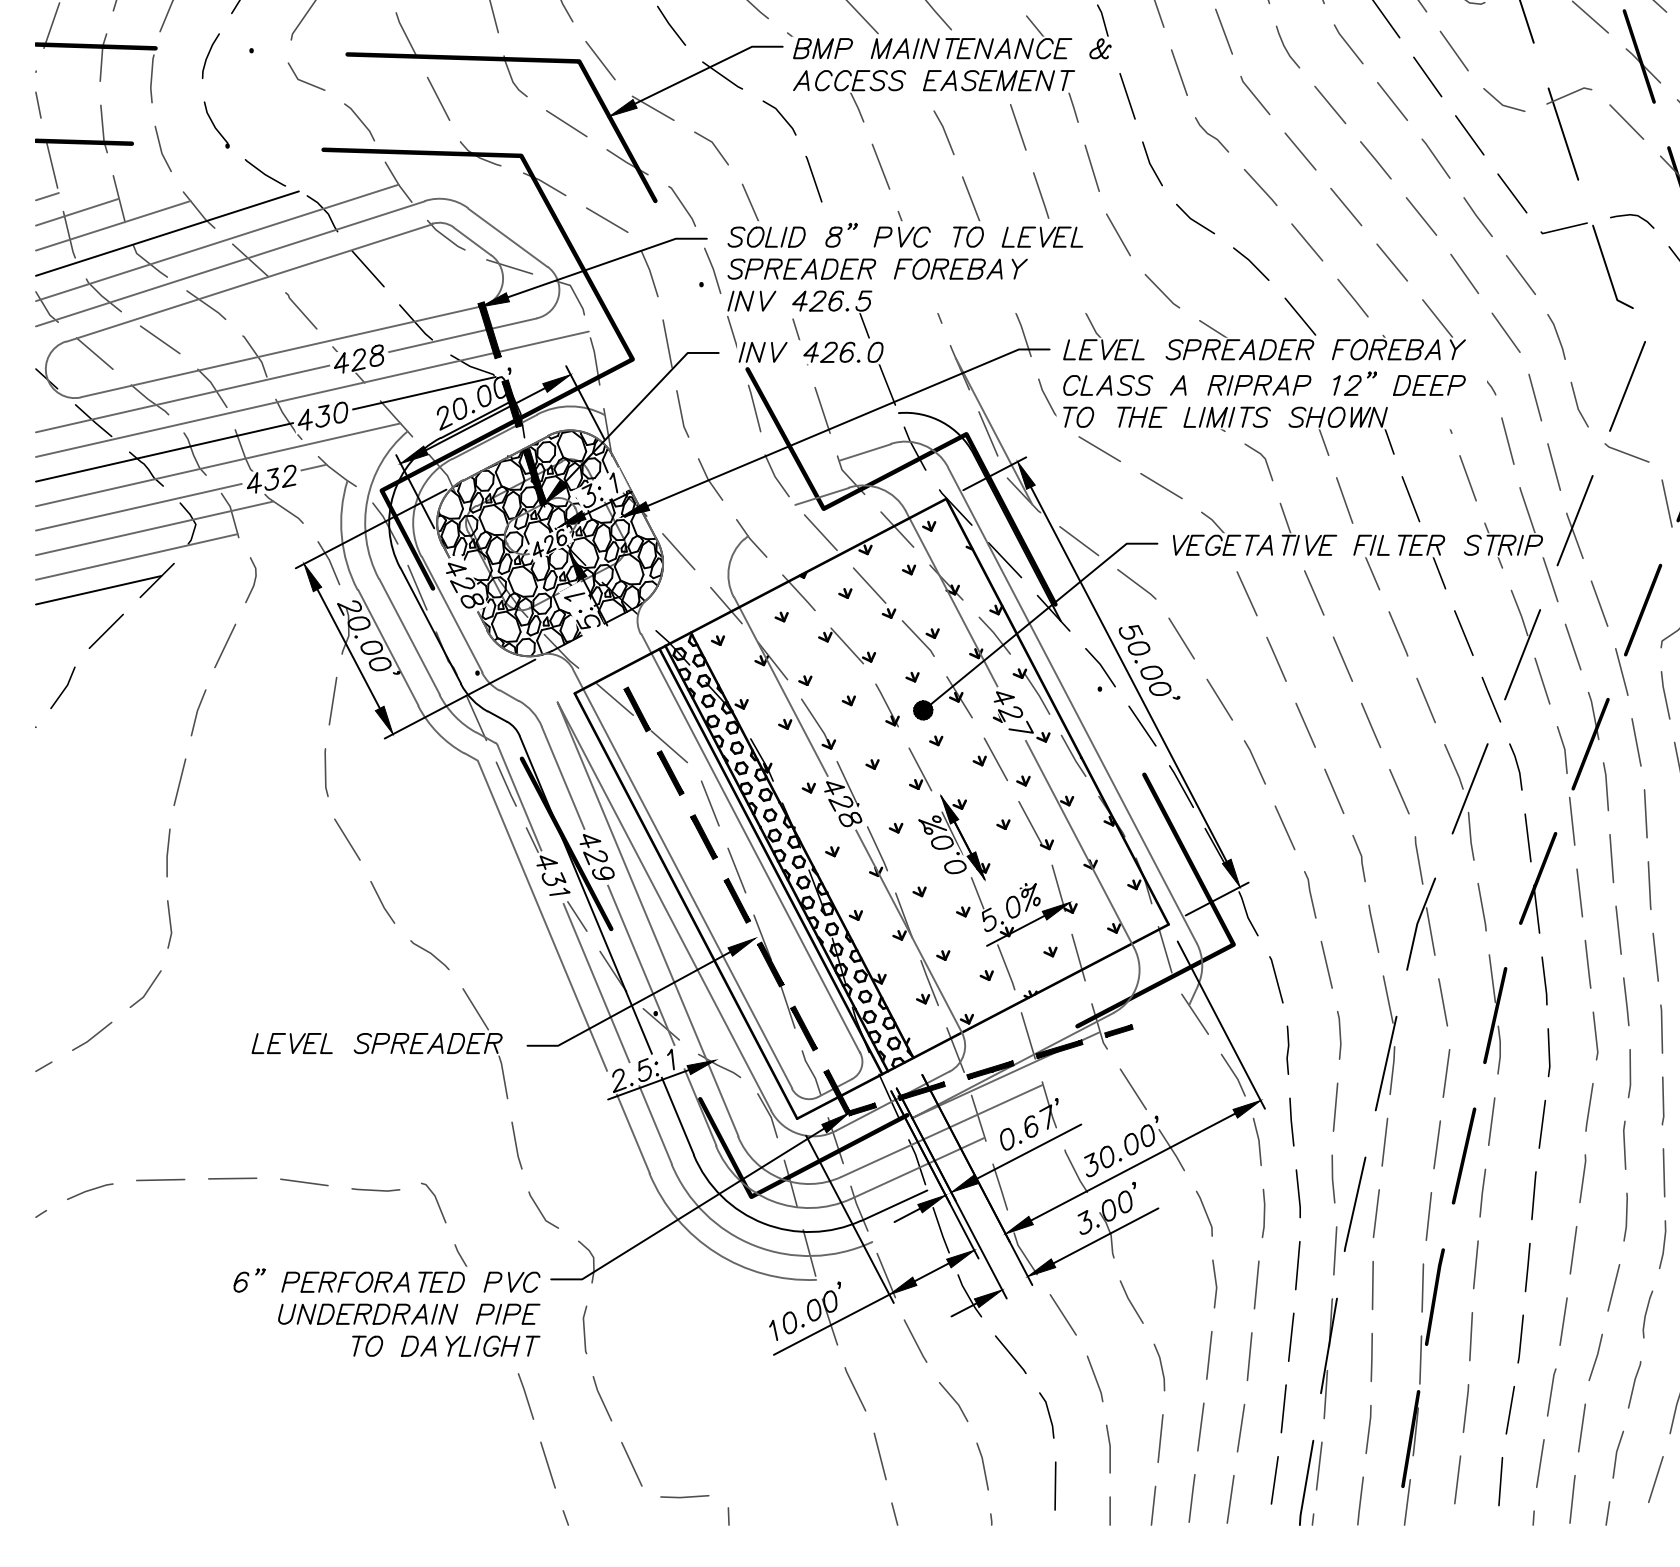 BMP MAINTENANCE &
ACCESS EASEMENT
SOLID 8" PVC TO LEVEL
SPREADER FOREBAY
INV 426.5
INV 426.0
LEVEL SPREADER FOREBAY
CLASS A RIPRAP 12" DEEP
TO THE LIMITS SHOWN
428
430
432
20.00'
3:1
426
428
1.5:1
20.00'
VEGETATIVE FILTER STRIP
50.00'
427
428
0.0%
5.0%
429
431
LEVEL SPREADER
2.5:1
0.67'
30.00'
3.00'
10.00'
6" PERFORATED PVC
UNDERDRAIN PIPE
TO DAYLIGHT